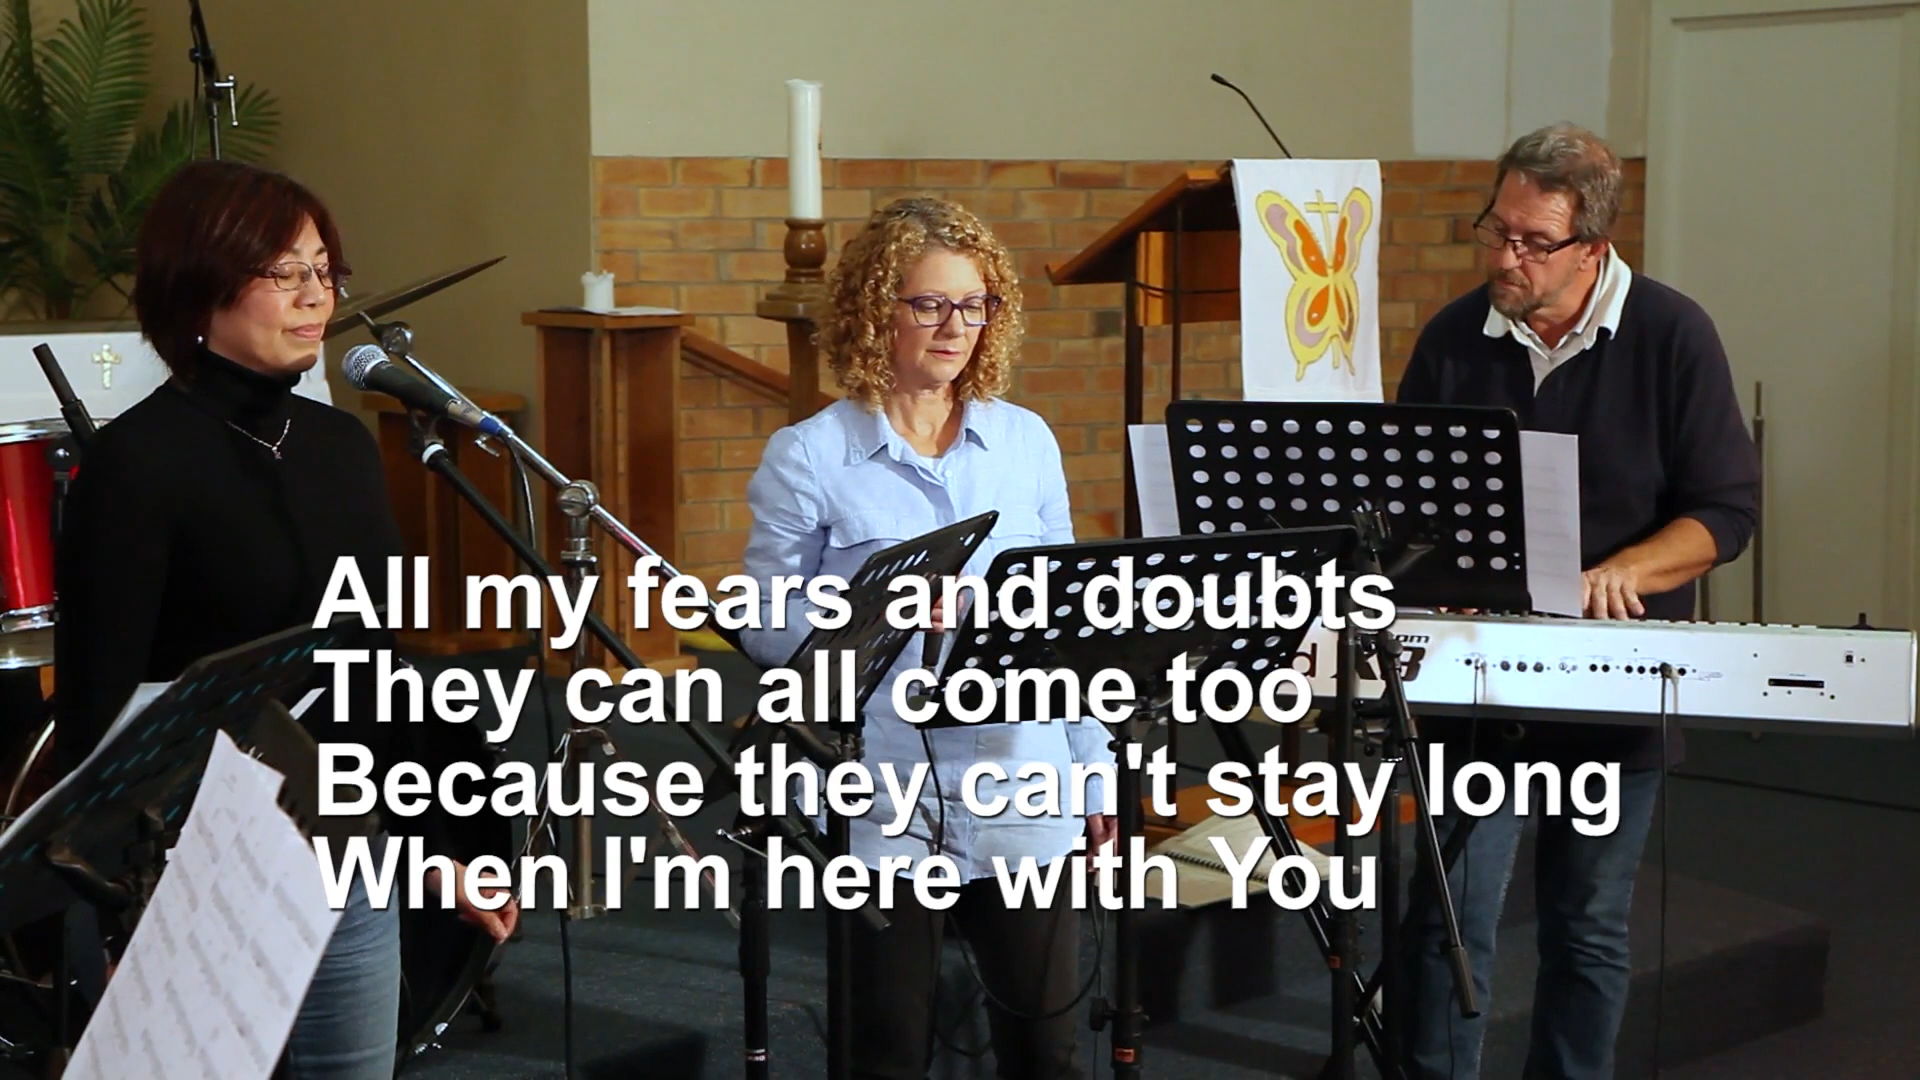 All my fears and doubts
They can all come too
Because they can't stay long
When I'm here with You